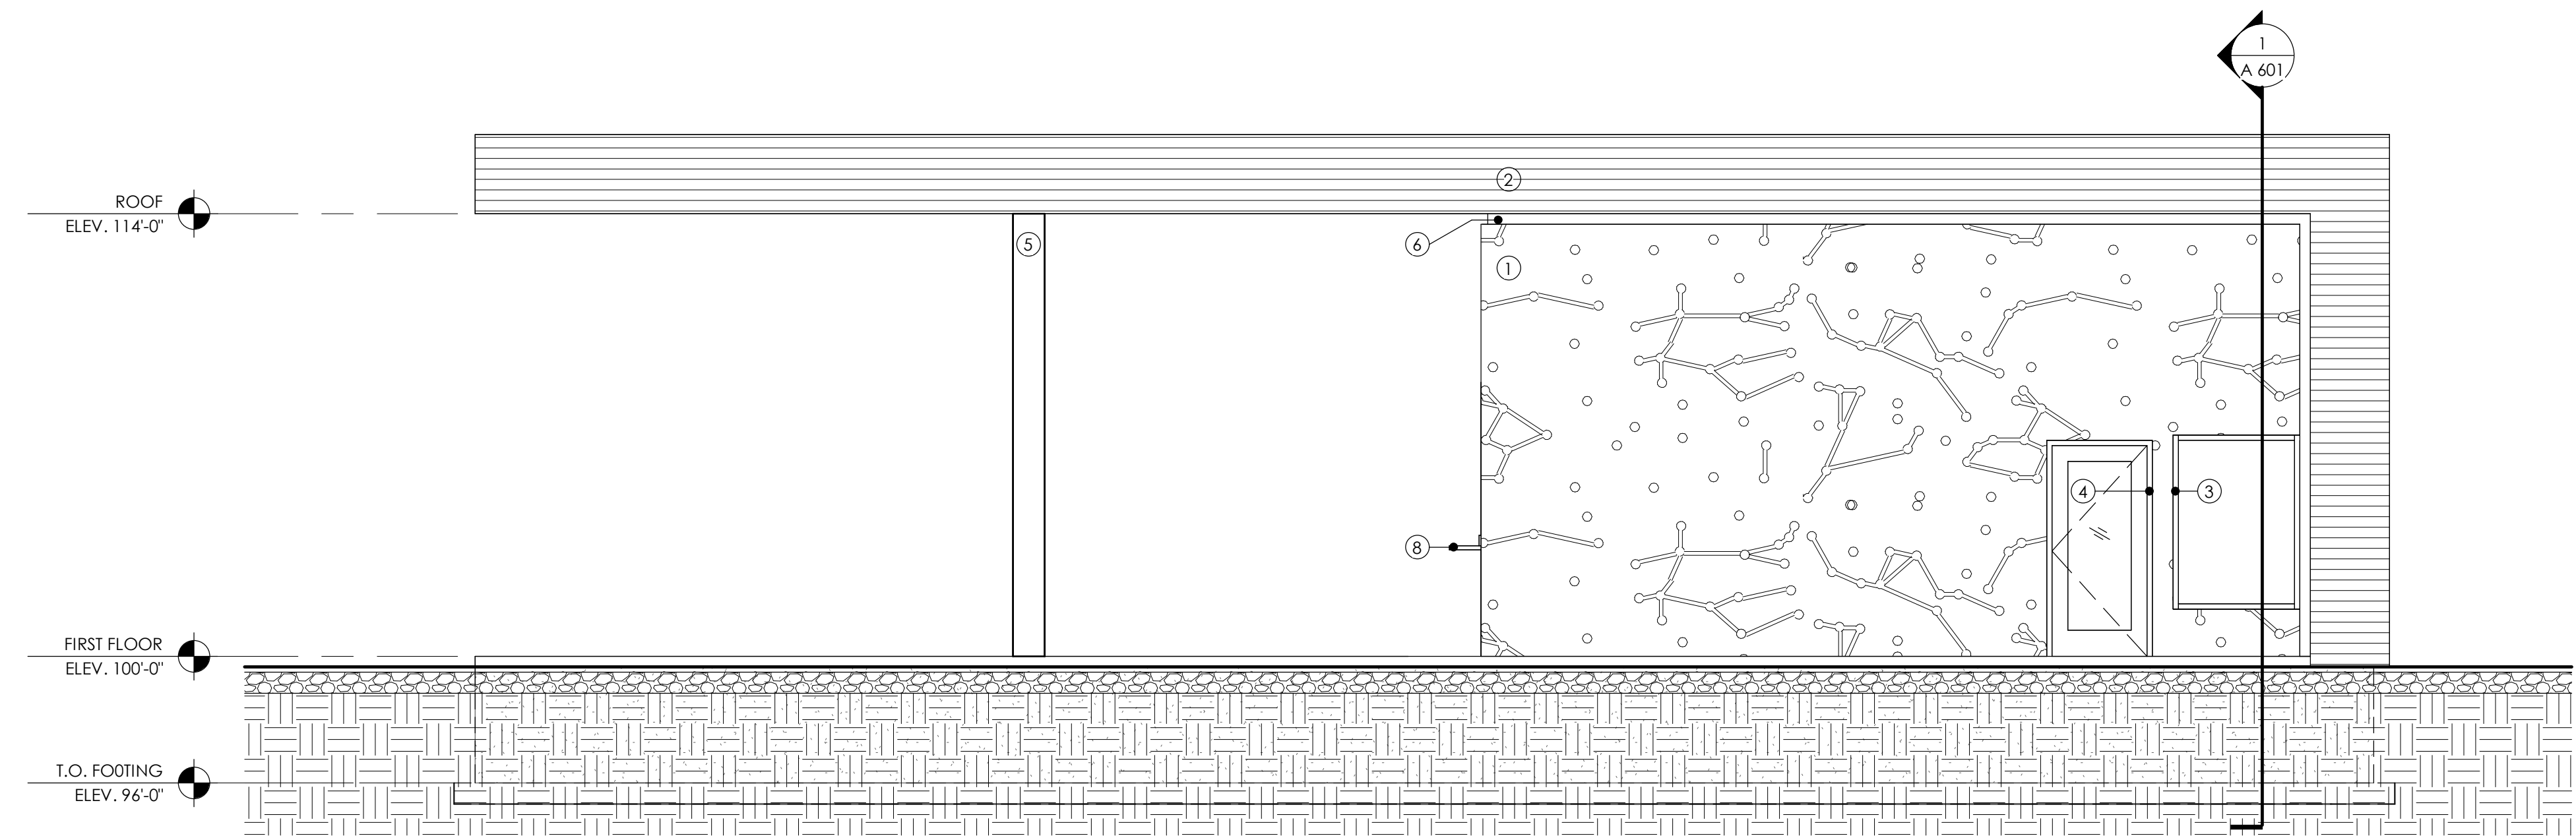 1
A 601
2
ROOF
ELEV. 114'-0"
5
6
1
4
3
8
FIRST FLOOR
ELEV. 100'-0"
T.O. FOOTING
ELEV. 96'-0"